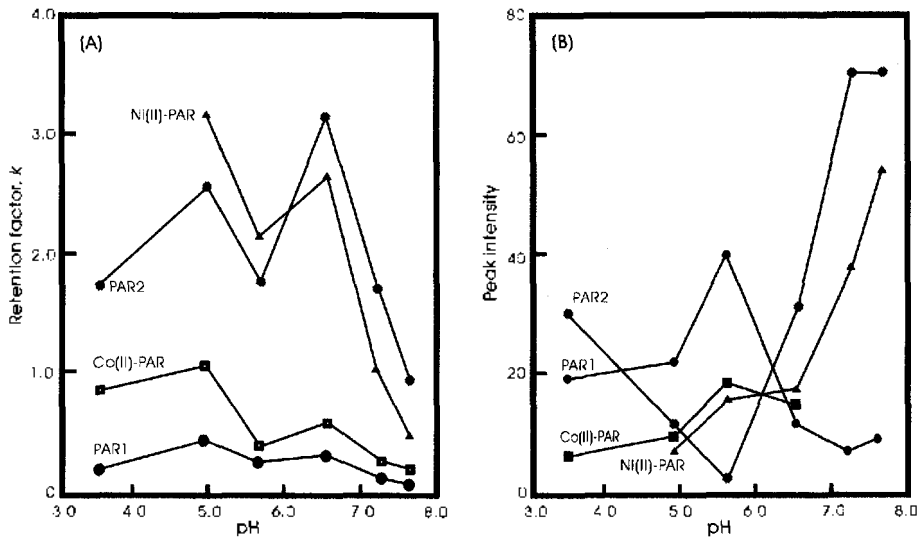 (A)
4.0
3.0
2.0
1.0
C
3.0
4.0
5.0
6.0
7.0
8.0
pH
Retention factor, k
Ni(II)-PAR
PAR2
Co(II)-PAR
PAR1
(B)
80
60
40
20
0
3.0
4.0
5.0
6.0
7.0
8.0
pH
Peak intensity
PAR2
PAR1
Co(II)-PAR
Ni(II)-PAR